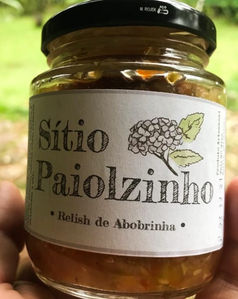 Sítio
Paiolzinho
• Relish de Abobrinha •